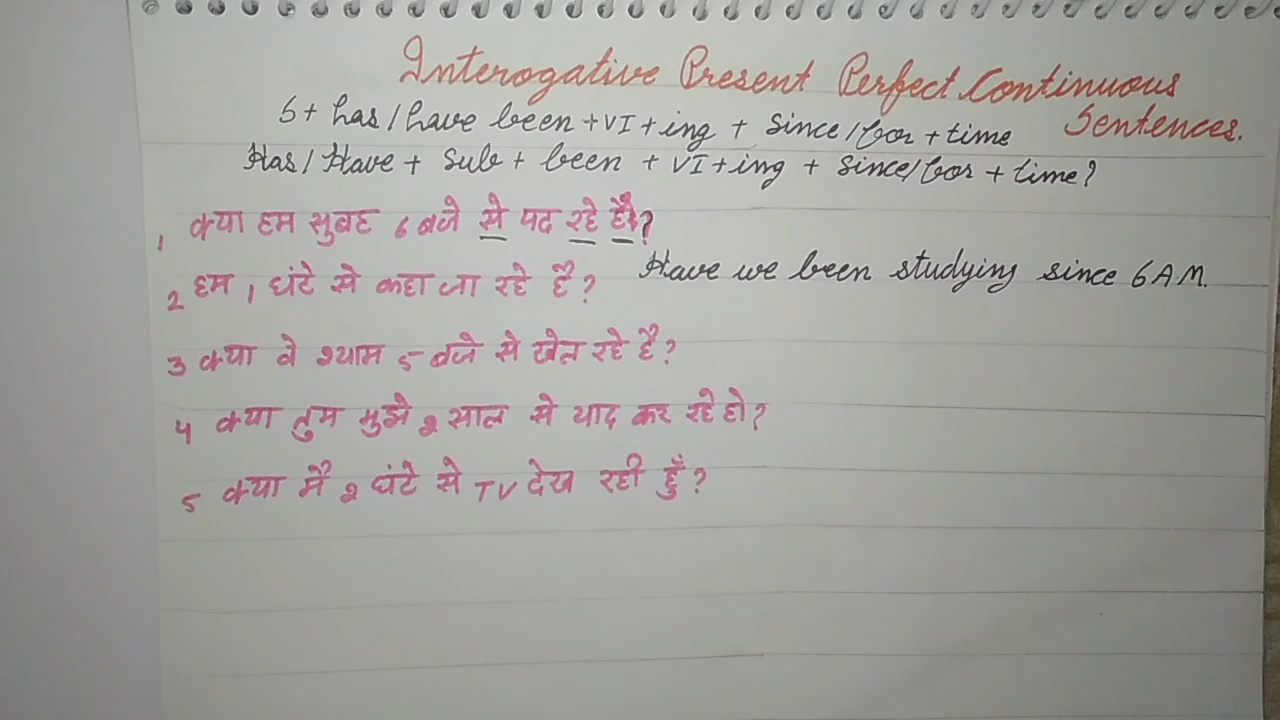 Interogative Present Perfect Continuous
Sentences.
S + has/have been + VI + ing + since/for + time
Has/Have + Sub + been + VI + ing + since/for + time?
1 क्या हम सुबह 6 बजे से पढ रहे हैं?
Have we been studying since 6 A.M.
2 हम 1 घंटे से कहा जा रहे है?
3 क्या वे श्याम 5 बजे से खेल रहे है?
4 क्या तुम मुझे 2 साल से याद कर रहे हो?
5 क्या मै 2 घंटे से TV देख रही हुँ?